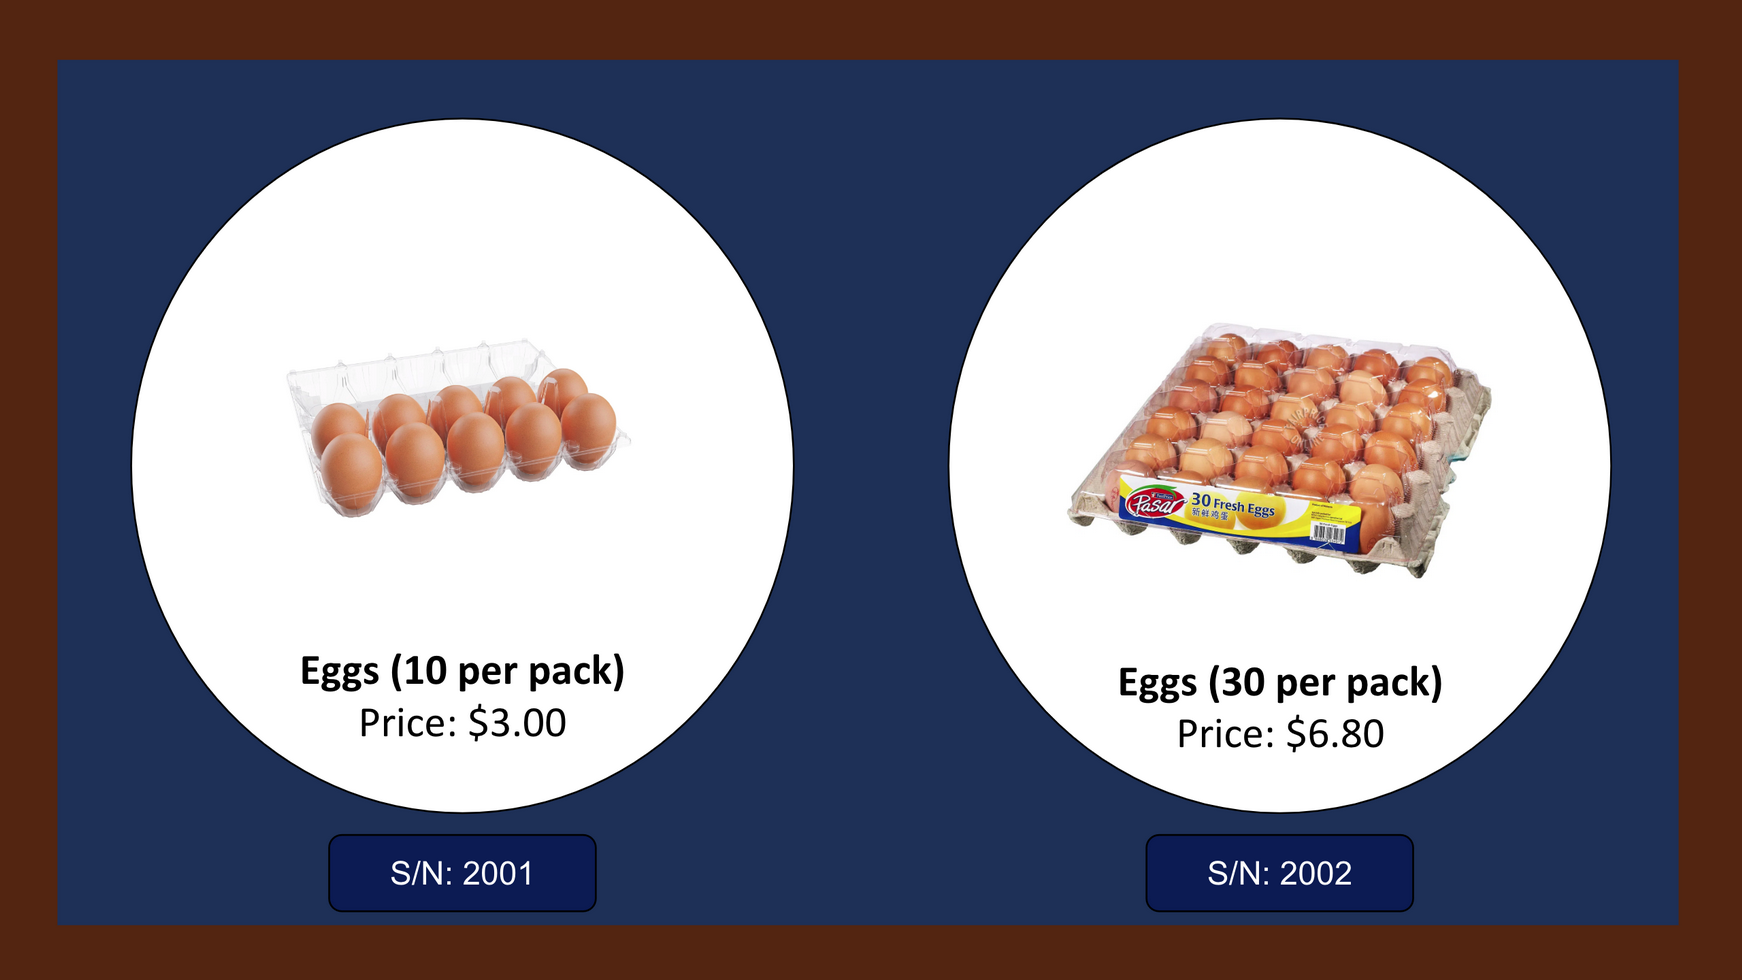 Eggs (10 per pack)
Price: $3.00
S/N: 2001
Pasar
30 Fresh Eggs
新鲜鸡蛋
Eggs (30 per pack)
Price: $6.80
S/N: 2002